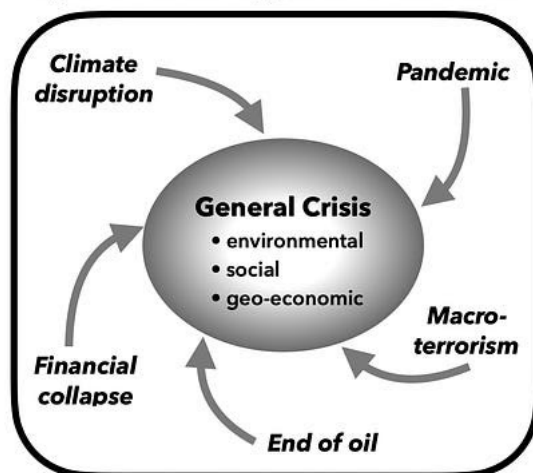 Climate
disruption
Pandemic
General Crisis
• environmental
• social
• geo-economic
Macro-
terrorism
Financial
collapse
End of oil